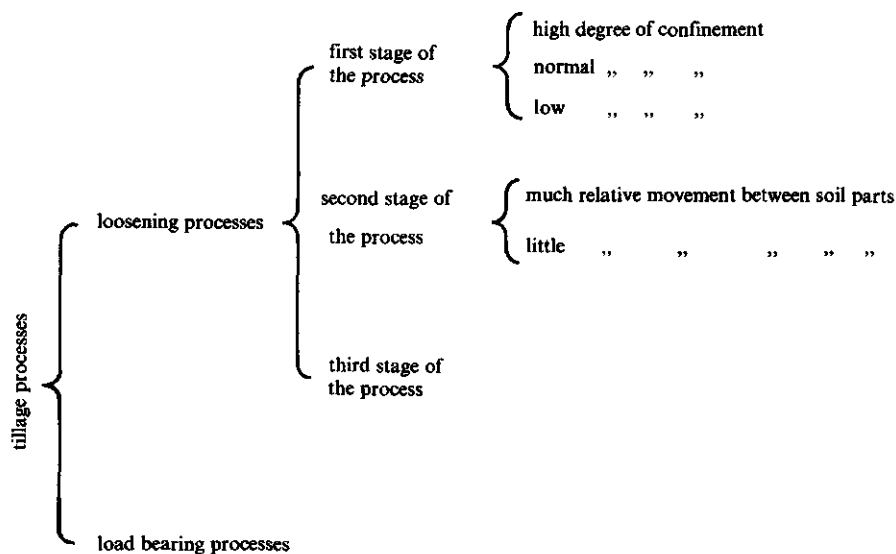 first stage of
the process
high degree of confinement
normal ,, ,, ,,
low ,, ,, ,,
second stage of
the process
much relative movement between soil parts
little ,, ,, ,, ,, ,,
loosening processes
third stage of
the process
tillage processes
load bearing processes